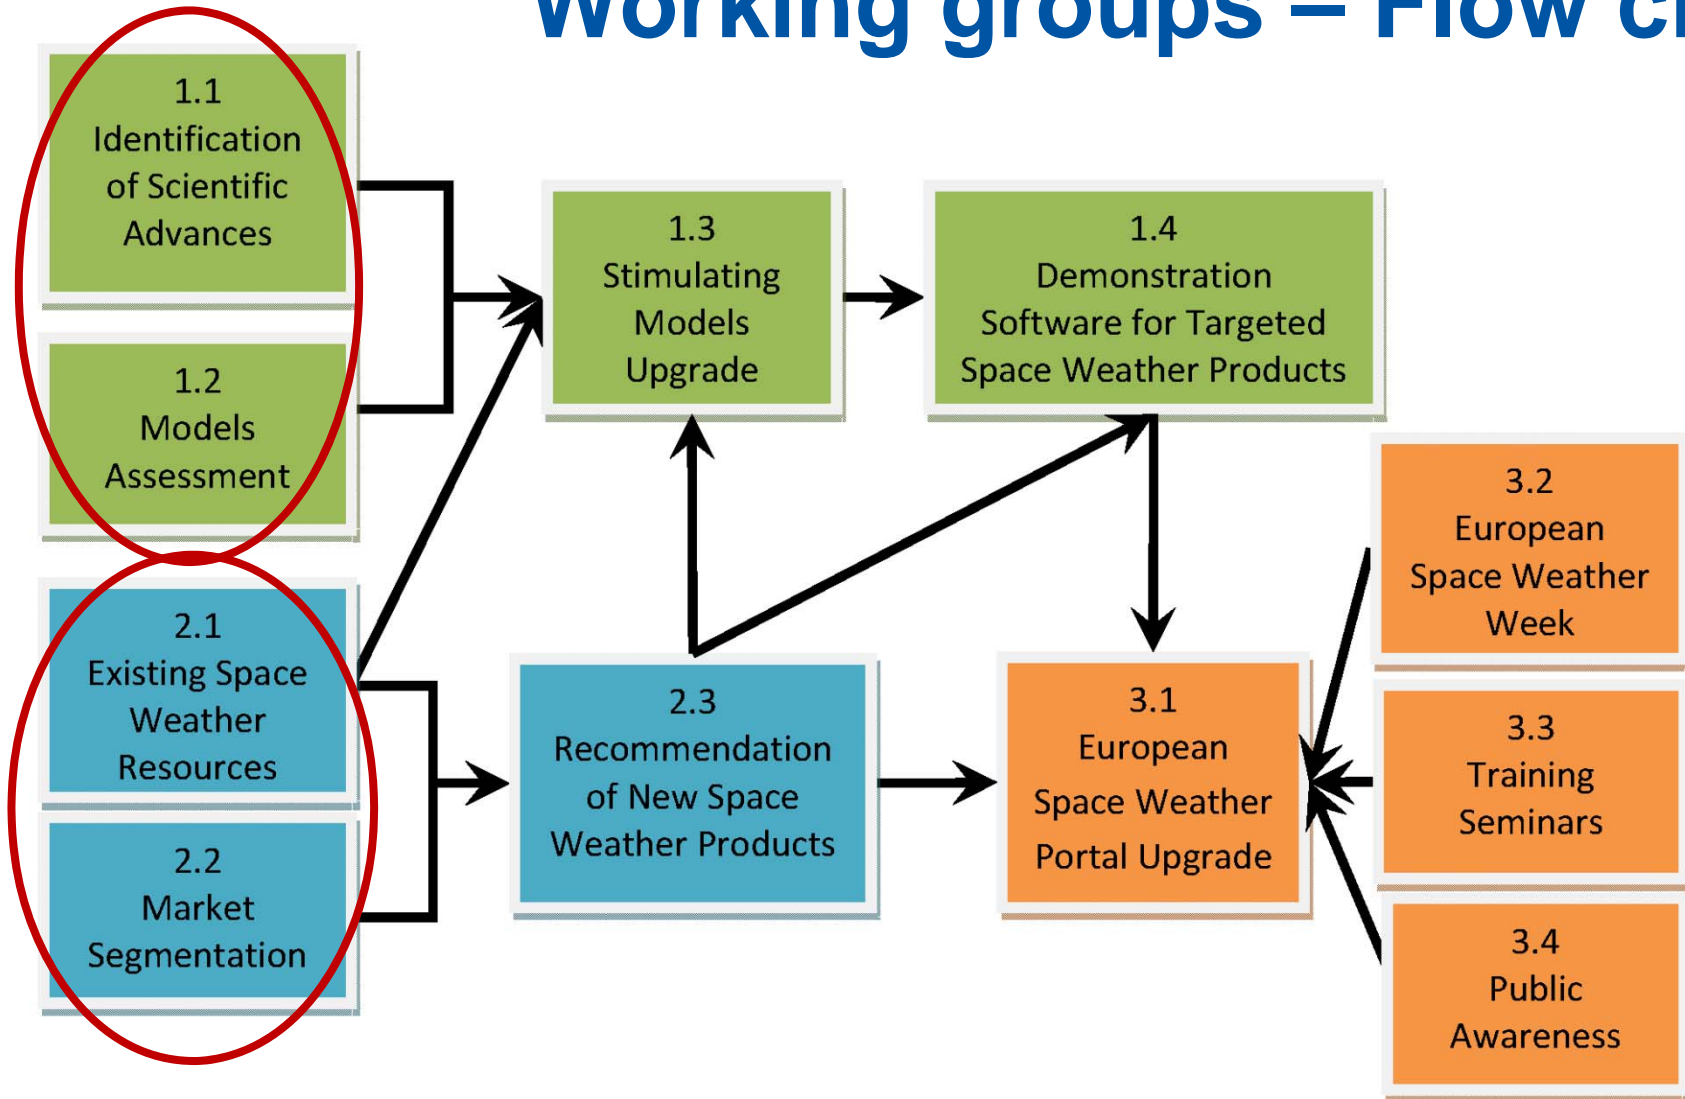 Working groups – Flow c
1.1
Identification
of Scientific
Advances
1.2
Models
Assessment
1.3
Stimulating
Models
Upgrade
1.4
Demonstration
Software for Targeted
Space Weather Products
2.1
Existing Space
Weather
Resources
2.2
Market
Segmentation
2.3
Recommendation
of New Space
Weather Products
3.1
European
Space Weather
Portal Upgrade
3.2
European
Space Weather
Week
3.3
Training
Seminars
3.4
Public
Awareness